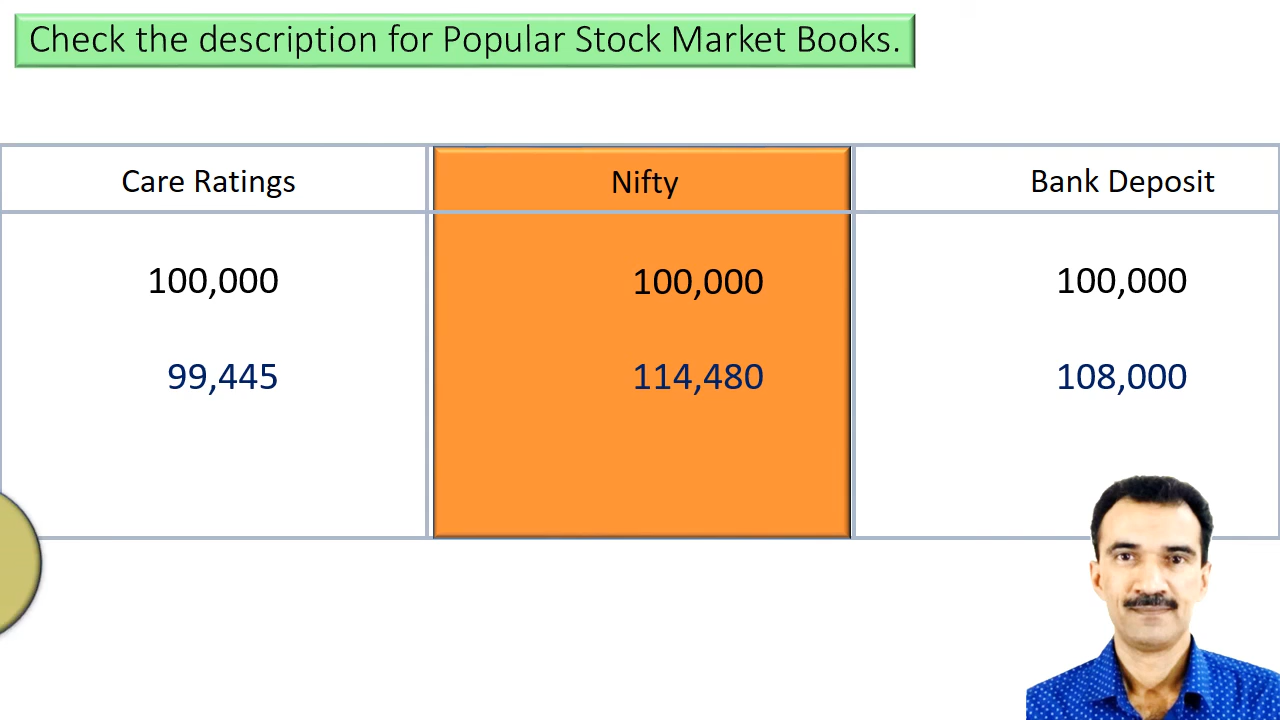 Check the description for Popular Stock Market Books.
Care Ratings Nifty Bank Deposit
100,000 100,000 100,000
99,445 114,480 108,000